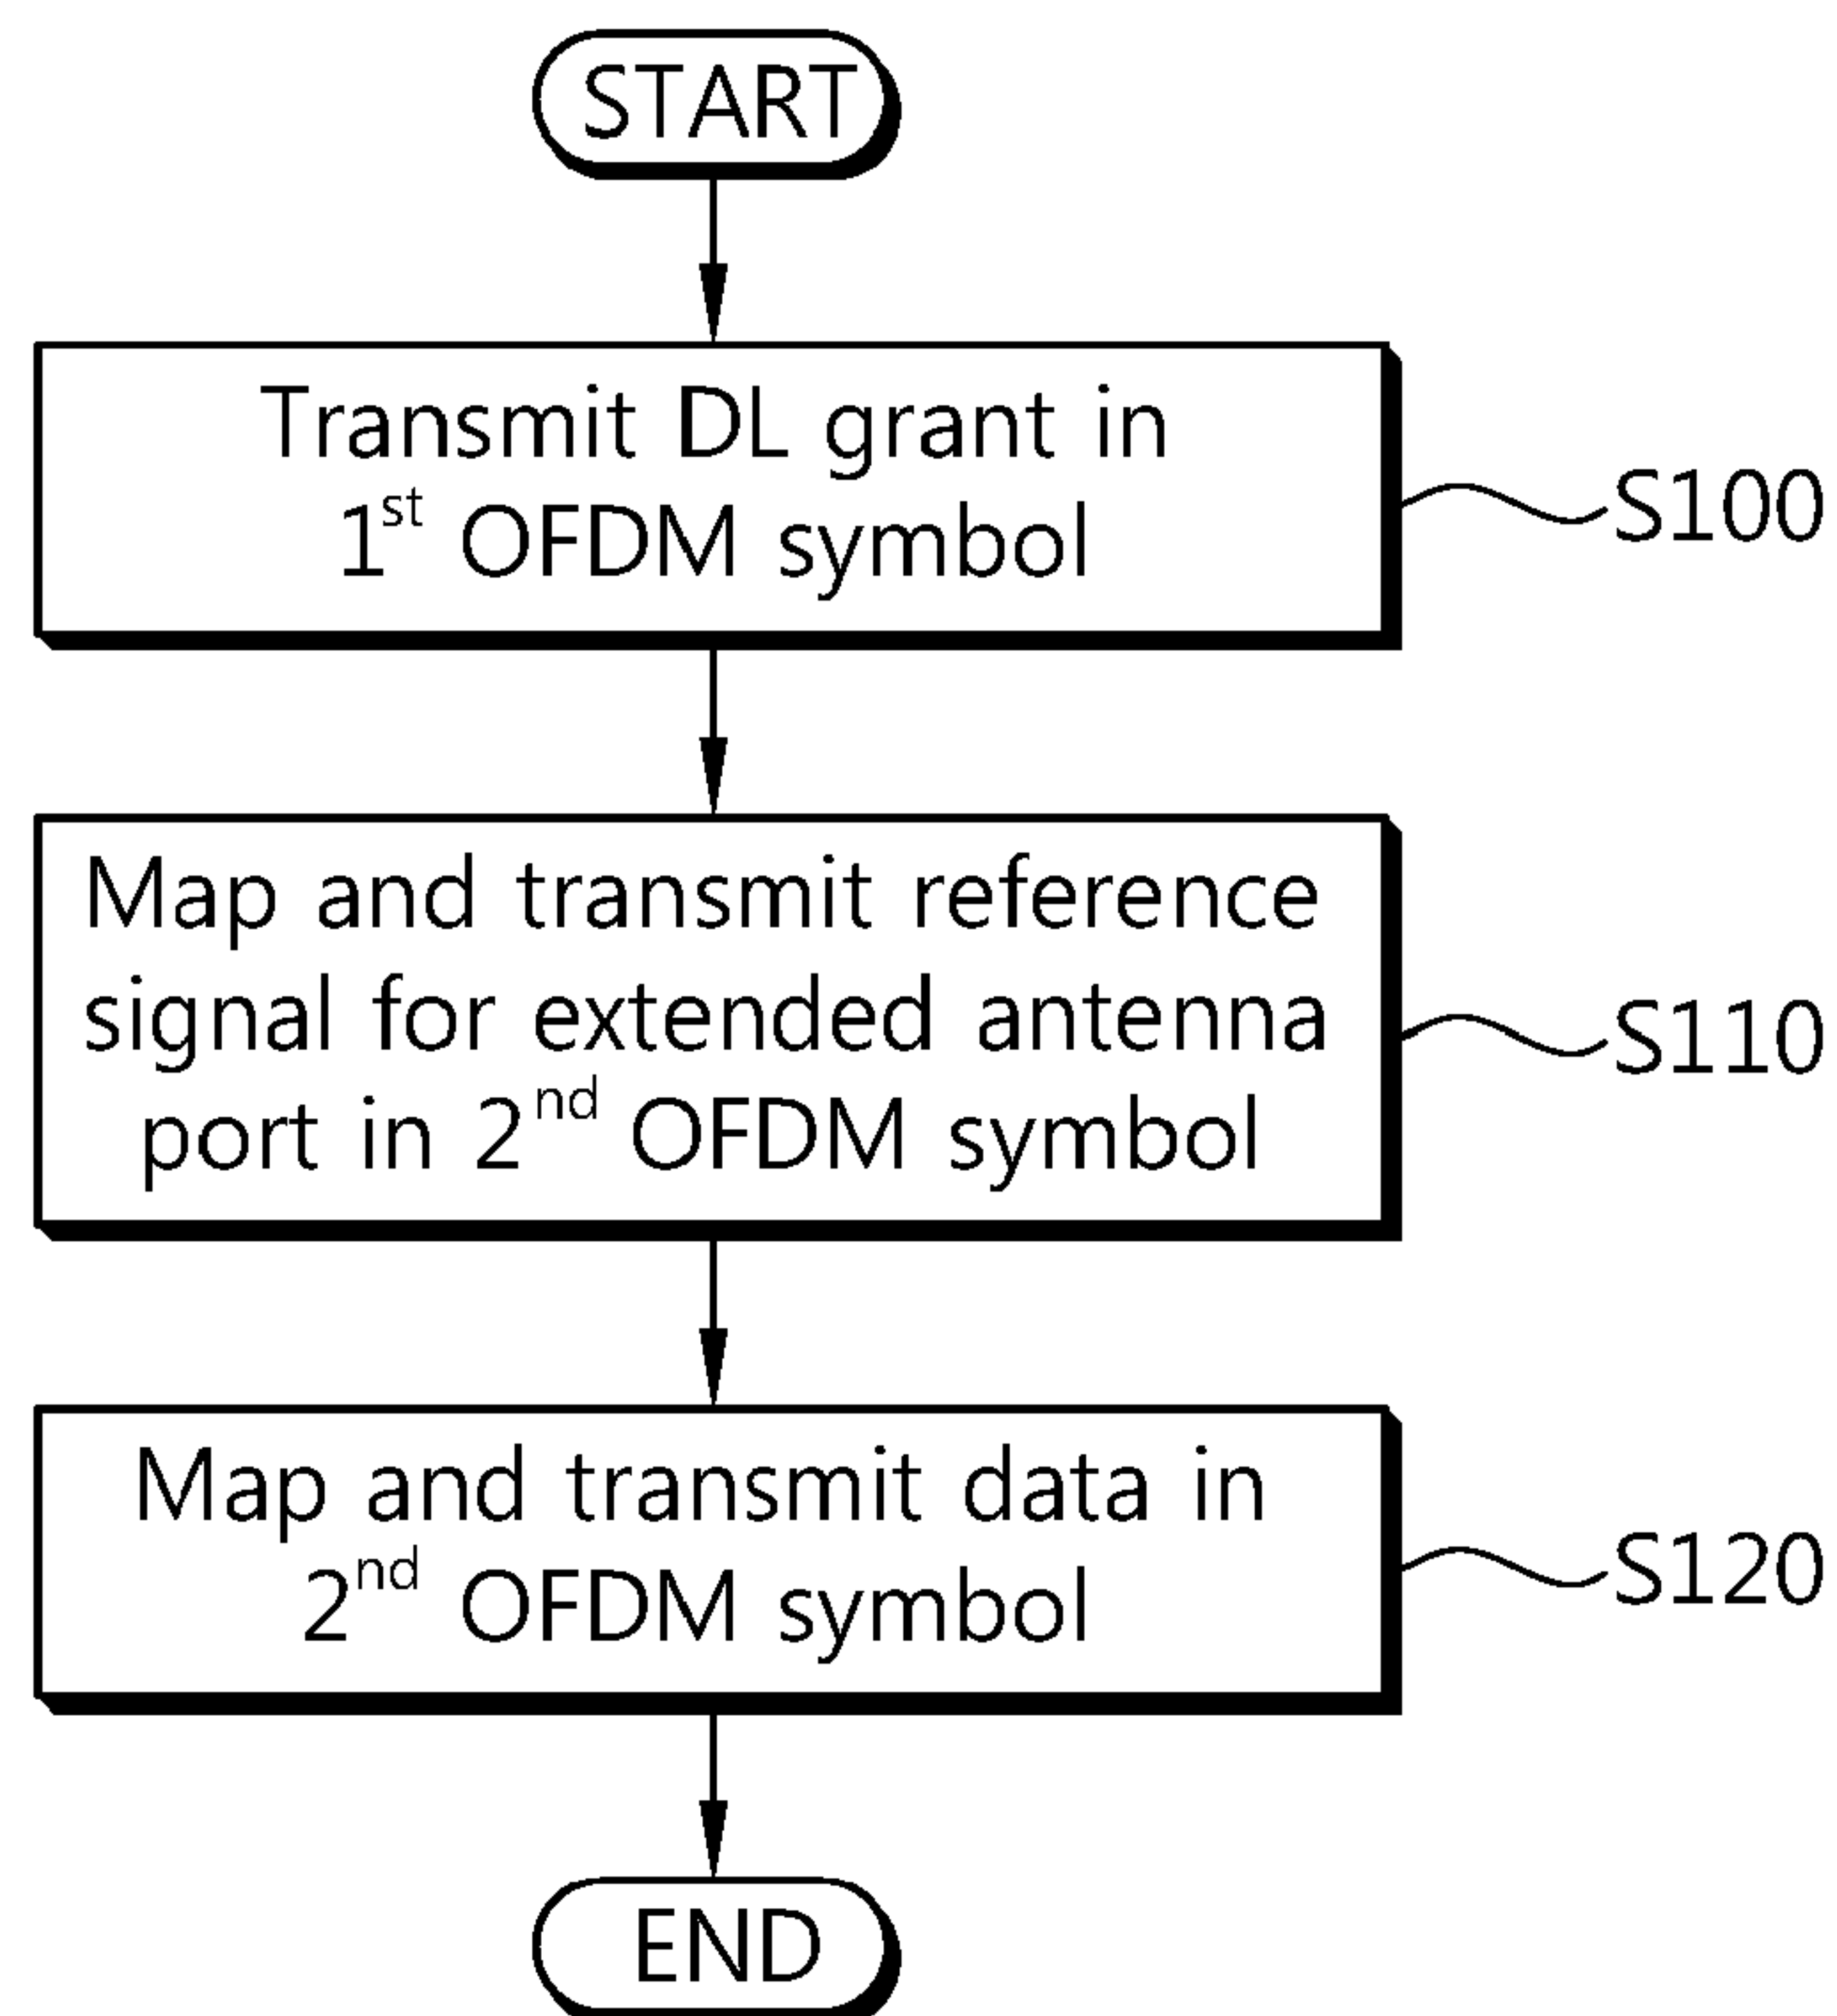 START
Transmit DL grant in
1st OFDM symbol
S100
Map and transmit reference
signal for extended antenna
port in 2nd OFDM symbol
S110
Map and transmit data in
2nd OFDM symbol
S120
END